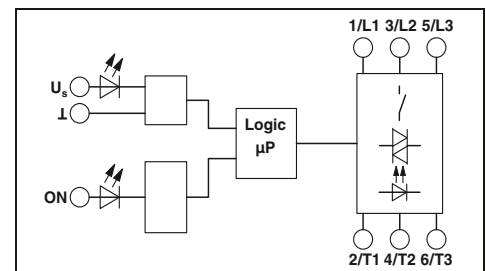 1/L1 3/L2 5/L3
Us
⊥
Logic
µP
ON
2/T1 4/T2 6/T3